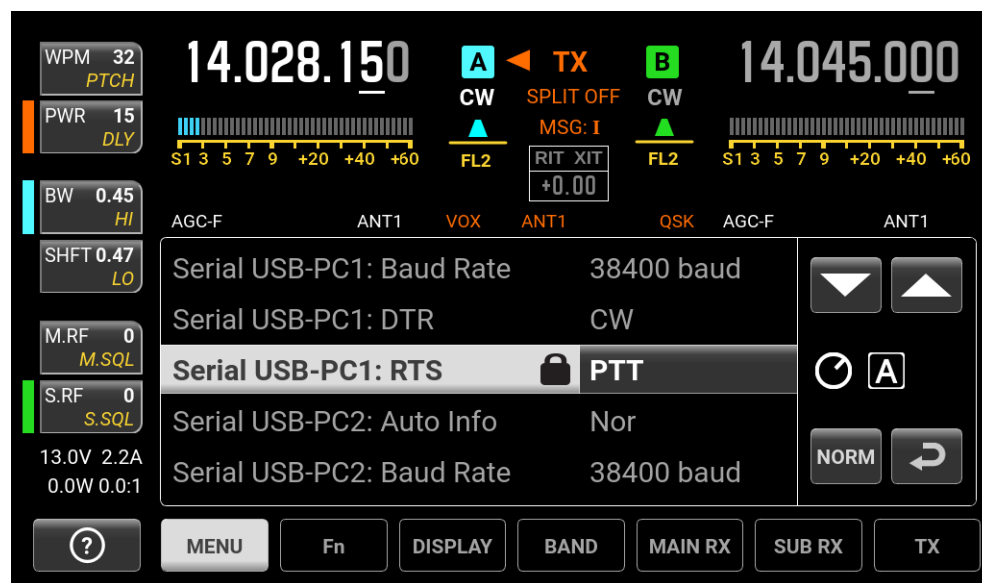 WPM 32
PTCH
PWR 15
DLY
BW 0.45
HI
SHFT 0.47
LO
M.RF 0
M.SQL
S.RF 0
S.SQL
13.0V 2.2A
0.0W 0.0:1
14.028.150
A TX B
14.045.000
CW SPLIT OFF CW
MSG: I
S1 3 5 7 9 +20 +40 +60
FL2 RIT XIT FL2
+0.00
S1 3 5 7 9 +20 +40 +60
AGC-F ANT1 VOX ANT1 QSK AGC-F ANT1
Serial USB-PC1: Baud Rate 38400 baud
Serial USB-PC1: DTR CW
Serial USB-PC1: RTS PTT
Serial USB-PC2: Auto Info Nor
Serial USB-PC2: Baud Rate 38400 baud
A
NORM
? MENU Fn DISPLAY BAND MAIN RX SUB RX TX